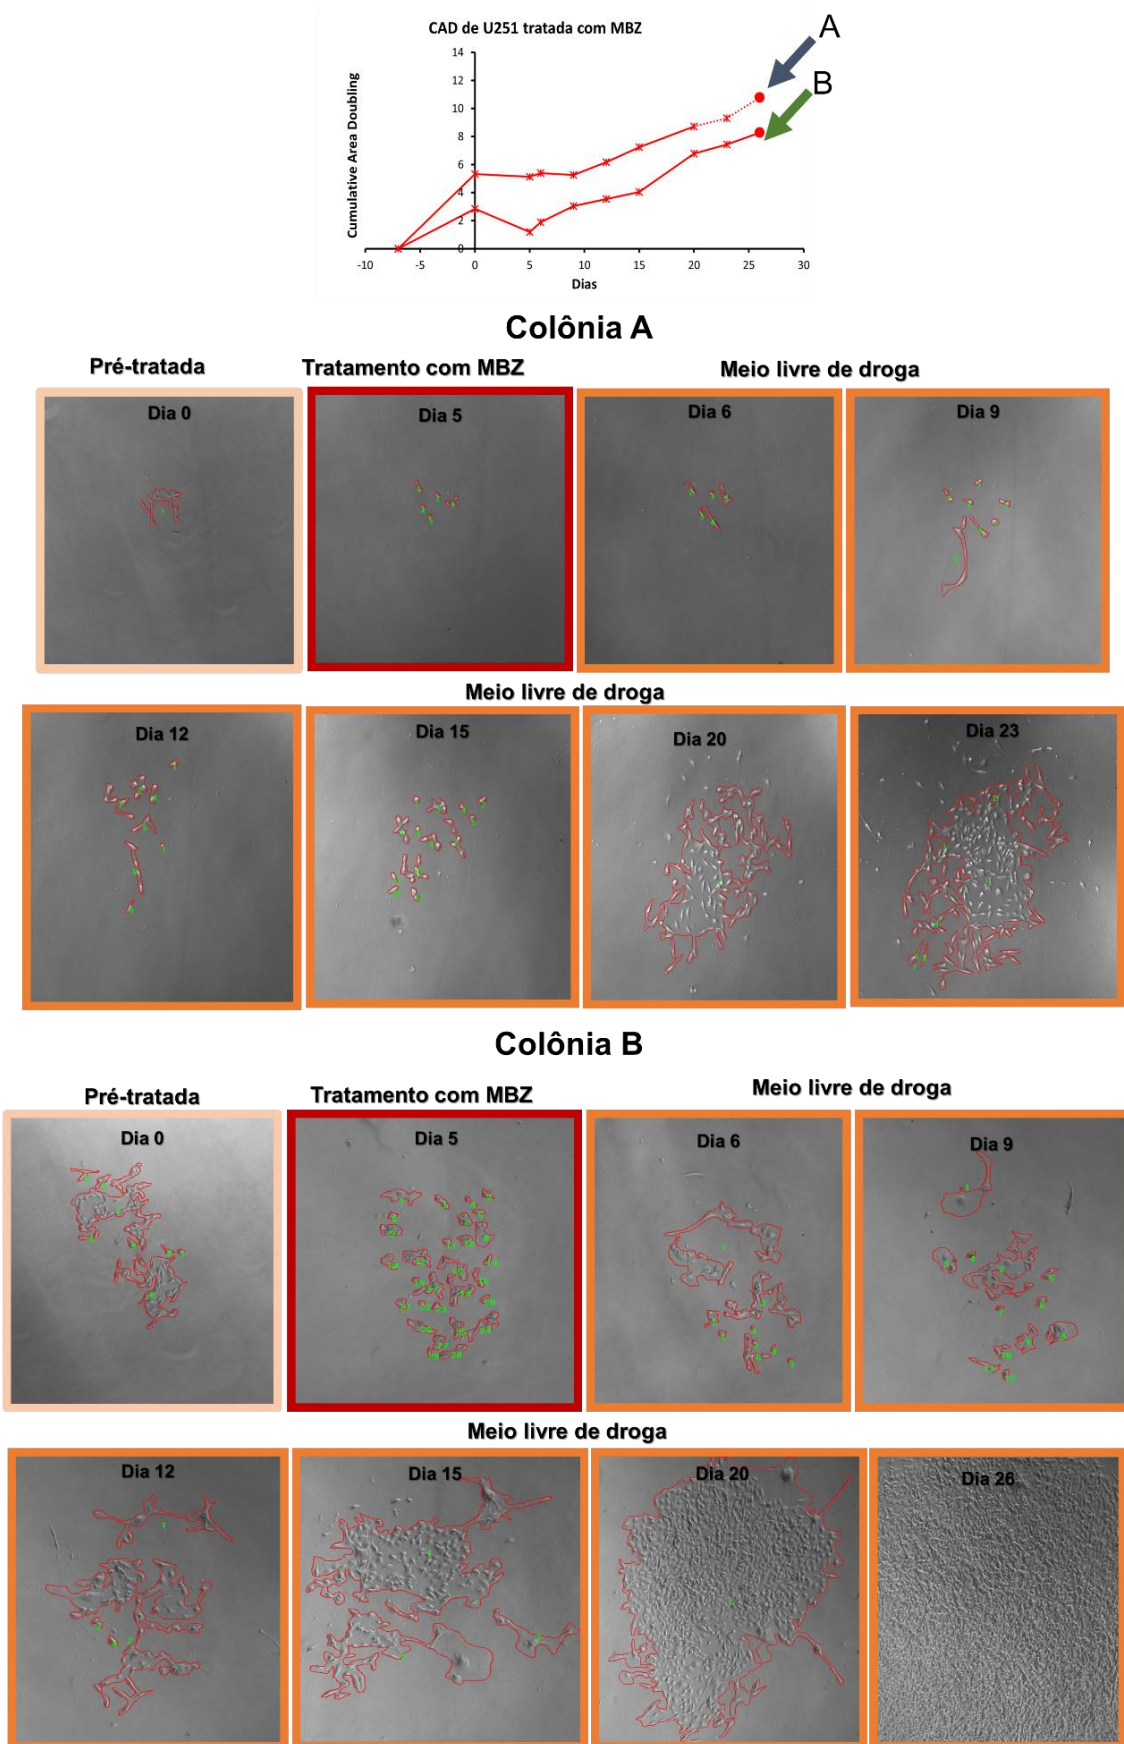 CAD de U251 tratada com MBZ
A
B
Cumulative Area Doubling
14
12
10
8
6
4
2
0
-10 -5 0 5 10 15 20 25 30
Dias
Colônia A
Pré-tratada Tratamento com MBZ Meio livre de droga
Dia 0 Dia 5 Dia 6 Dia 9
Meio livre de droga
Dia 12 Dia 15 Dia 20 Dia 23
Colônia B
Pré-tratada Tratamento com MBZ Meio livre de droga
Dia 0 Dia 5 Dia 6 Dia 9
Meio livre de droga
Dia 12 Dia 15 Dia 20 Dia 26